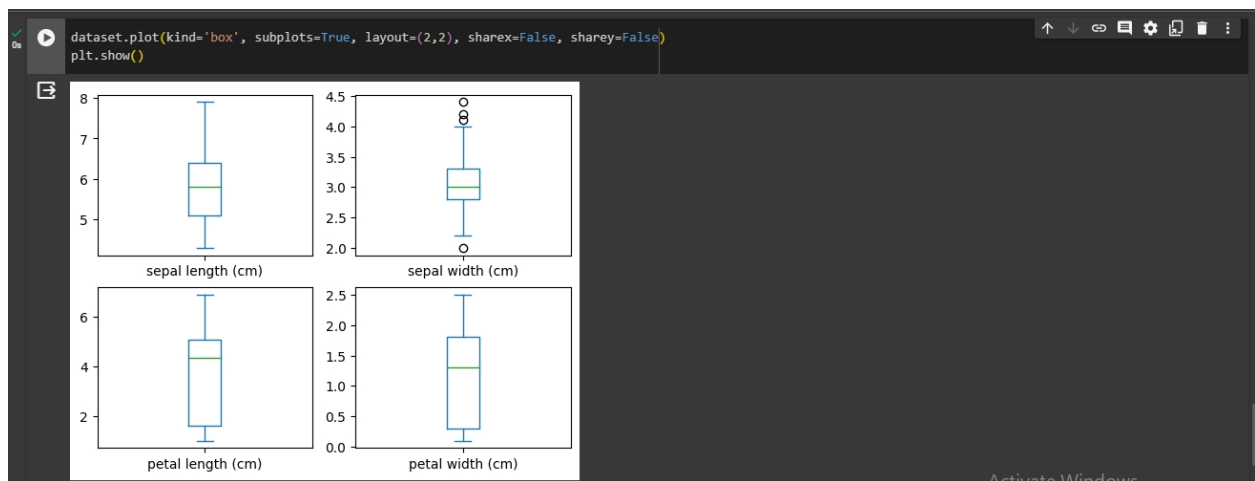 0s
dataset.plot(kind='box', subplots=True, layout=(2,2), sharex=False, sharey=False)
plt.show()
8
7
6
5
sepal length (cm)
4.5
4.0
3.5
3.0
2.5
2.0
sepal width (cm)
6
4
2
petal length (cm)
2.5
2.0
1.5
1.0
0.5
0.0
petal width (cm)
Activate Windows